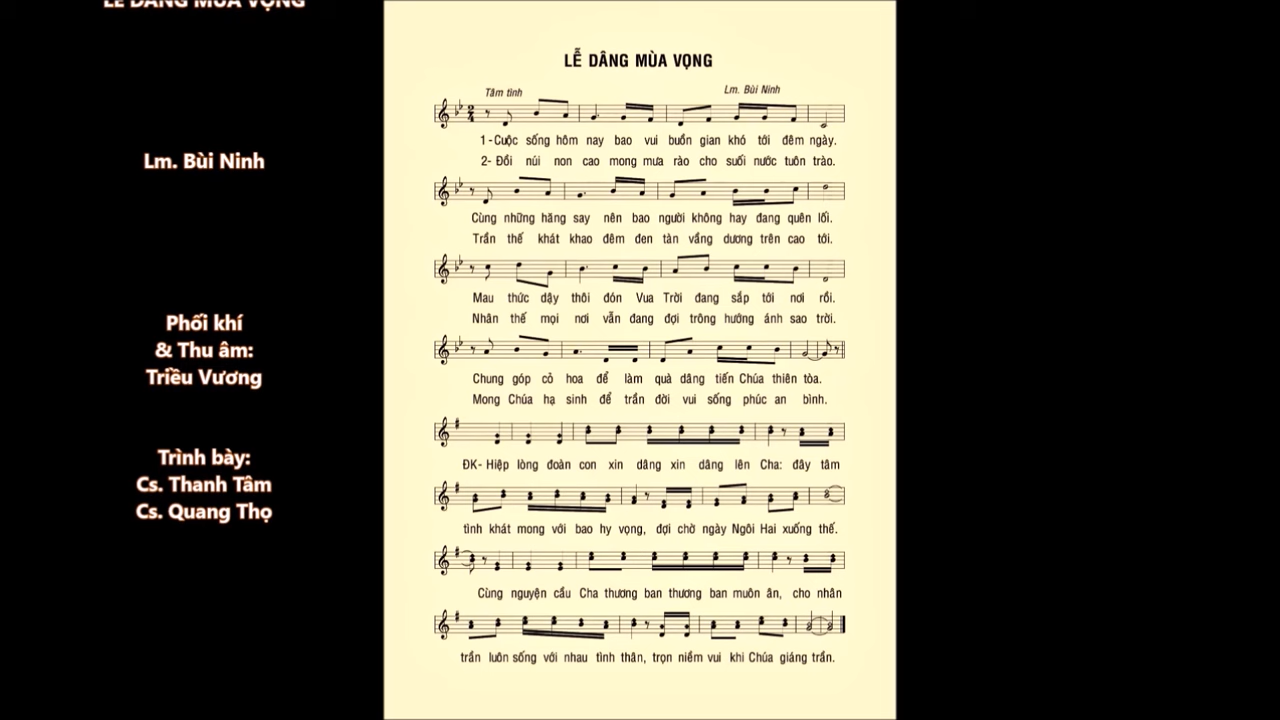 LỄ DÂNG MÙA VỌNG
Lm. Bùi Ninh
Phối khí
& Thu âm:
Triều Vương
Trình bày:
Cs. Thanh Tâm
Cs. Quang Thọ
LỄ DÂNG MÙA VỌNG
Tâm tình
Lm. Bùi Ninh
2
4
1-Cuộc sống hôm nay bao vui buồn gian khó tới đêm ngày.
2- Đồi núi non cao mong mưa rào cho suối nước tuôn trào.
Cùng những hăng say nên bao người không hay đang quên lối.
Trần thế khát khao đêm đen tàn vầng dương trên cao tới.
Mau thức dậy thôi đón Vua Trời đang sắp tới nơi rồi.
Nhân thế mọi nơi vẫn đang đợi trông hướng ánh sao trời.
Chung góp cỏ hoa để làm quà dâng tiến Chúa thiên tòa.
Mong Chúa hạ sinh để trần đời vui sống phúc an bình.
ĐK- Hiệp lòng đoàn con xin dâng xin dâng lên Cha: đây tâm
tình khát mong với bao hy vọng, đợi chờ ngày Ngôi Hai xuống thế.
Cùng nguyện cầu Cha thương ban thương ban muôn ân, cho nhân
trần luôn sống với nhau tình thân, trọn niềm vui khi Chúa giáng trần.